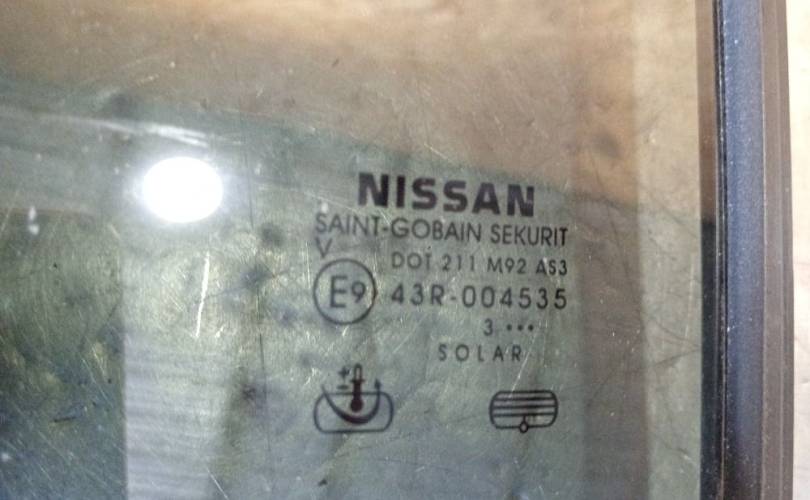 NISSAN
SAINT-GOBAIN SEKURIT
V
DOT 211 M92 AS3
E9 43R-004535
3 •••
SOLAR